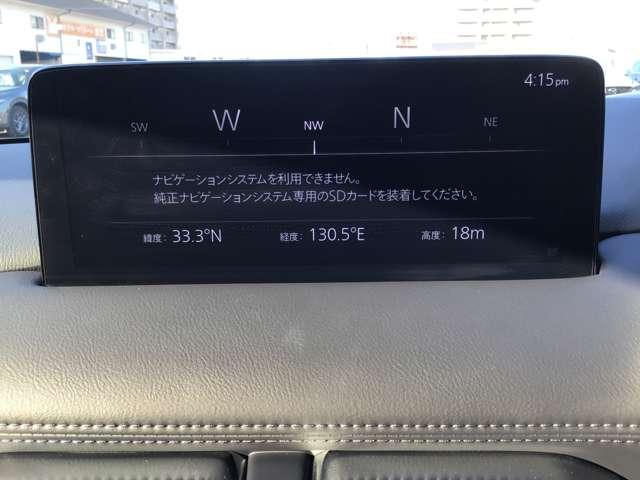 4:15pm
SW W NW N NE
ナビゲーションシステムを利用できません。
純正ナビゲーションシステム専用のSDカードを装着してください。
緯度: 33.3°N 経度: 130.5°E 高度: 18m